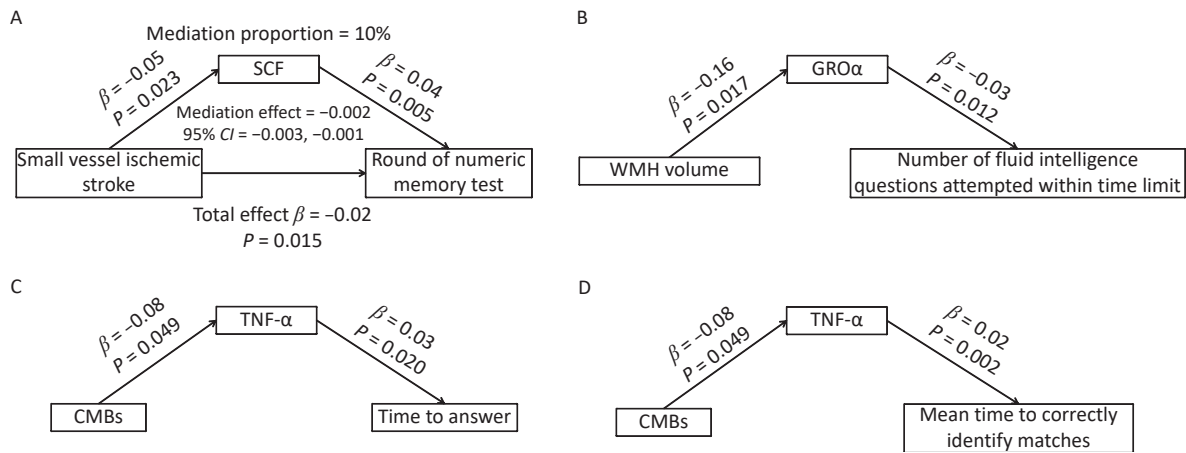 A
Mediation proportion = 10%
β = −0.05
P = 0.023
SCF
β = 0.04
P = 0.005
Mediation effect = −0.002
95% CI = −0.003, −0.001
Small vessel ischemic
stroke
Round of numeric
memory test
Total effect β = −0.02
P = 0.015
B
β = −0.16
P = 0.017
GROα
β = −0.03
P = 0.012
WMH volume
Number of fluid intelligence
questions attempted within time limit
C
β = −0.08
P = 0.049
TNF-α
β = 0.03
P = 0.020
CMBs
Time to answer
D
β = −0.08
P = 0.049
TNF-α
β = 0.02
P = 0.002
CMBs
Mean time to correctly
identify matches